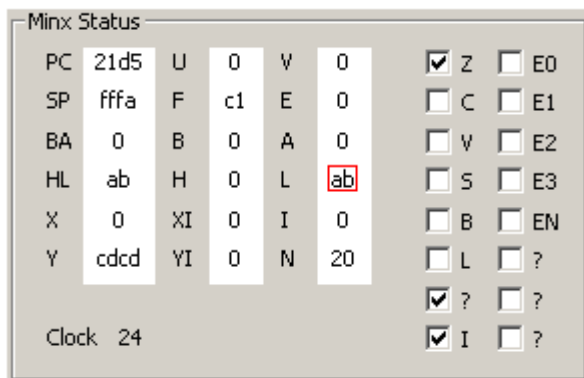 Minx Status
PC 21d5 U 0 V 0 Z E0
SP fffa F c1 E 0 C E1
BA 0 B 0 A 0 V E2
HL ab H 0 L ab S E3
X 0 XI 0 I 0 B EN
Y cdcd YI 0 N 20 L ?
? ?
Clock 24 I ?